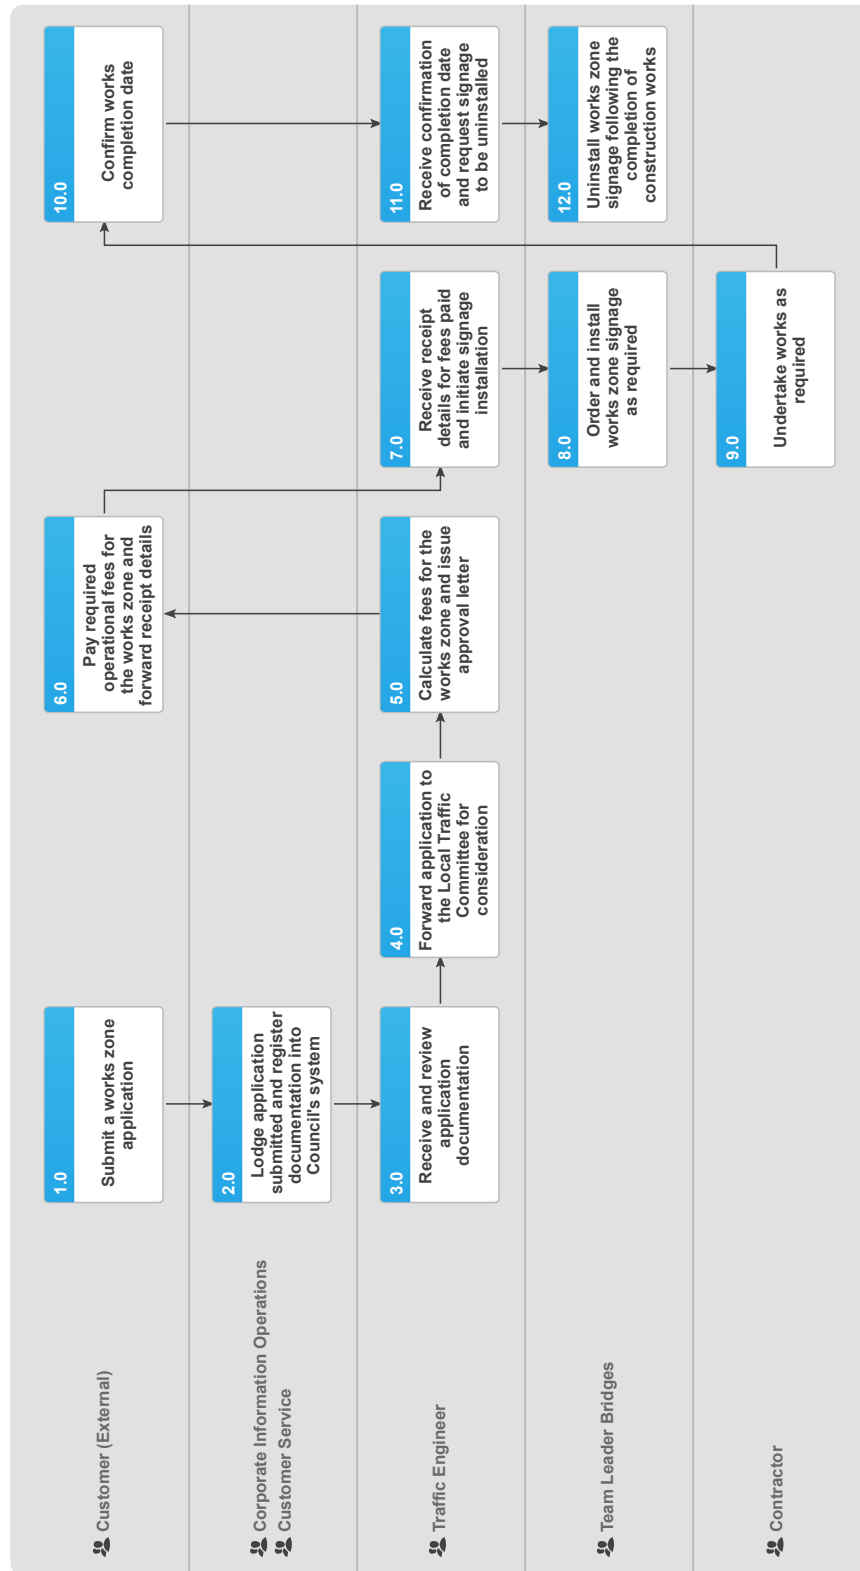 Customer (External)
1.0
Submit a works zone
application
6.0
Pay required
operational fees for
the works zone and
forward receipt details
10.0
Confirm works
completion date
Corporate Information Operations
Customer Service
2.0
Lodge application
submitted and register
documentation into
Council's system
Traffic Engineer
3.0
Receive and review
application
documentation
4.0
Forward application to
the Local Traffic
Committee for
consideration
5.0
Calculate fees for the
works zone and issue
approval letter
7.0
Receive receipt
details for fees paid
and initiate signage
installation
11.0
Receive confirmation
of completion date
and request signage
to be uninstalled
Team Leader Bridges
8.0
Order and install
works zone signage
as required
12.0
Uninstall works zone
signage following the
completion of
construction works
Contractor
9.0
Undertake works as
required